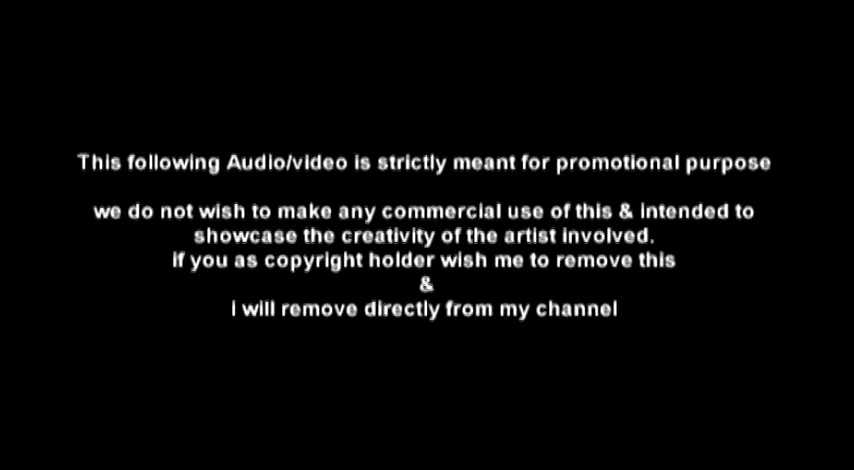 This following Audio/video is strictly meant for promotional purpose
we do not wish to make any commercial use of this & intended to
showcase the creativity of the artist involved.
if you as copyright holder wish me to remove this
&
i will remove directly from my channel